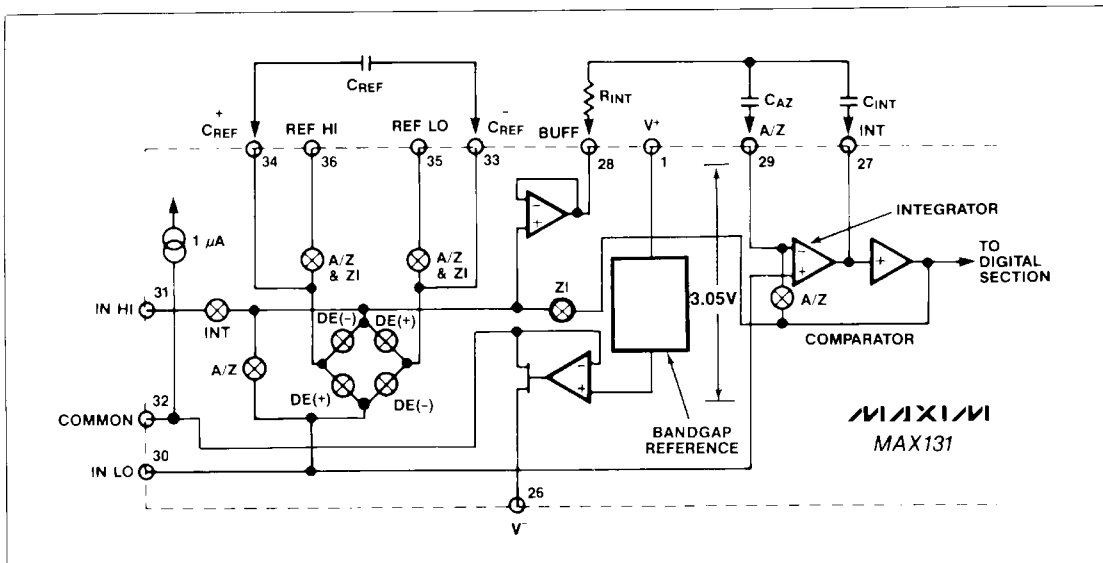 CREF
RINT
CAZ
CINT
+
CREF
REF HI
REF LO
CREF
-
BUFF
V+
A/Z
INT
34
36
35
33
28
1
29
27
1 µA
A/Z
& ZI
A/Z
& ZI
-
+
INTEGRATOR
-
+
+
TO
DIGITAL
SECTION
31
IN HI
INT
DE(-)
DE(+)
ZI
3.05V
A/Z
COMPARATOR
A/Z
DE(+)
DE(-)
-
+
32
COMMON
30
IN LO
BANDGAP
REFERENCE
MAXIM
MAX131
26
V-